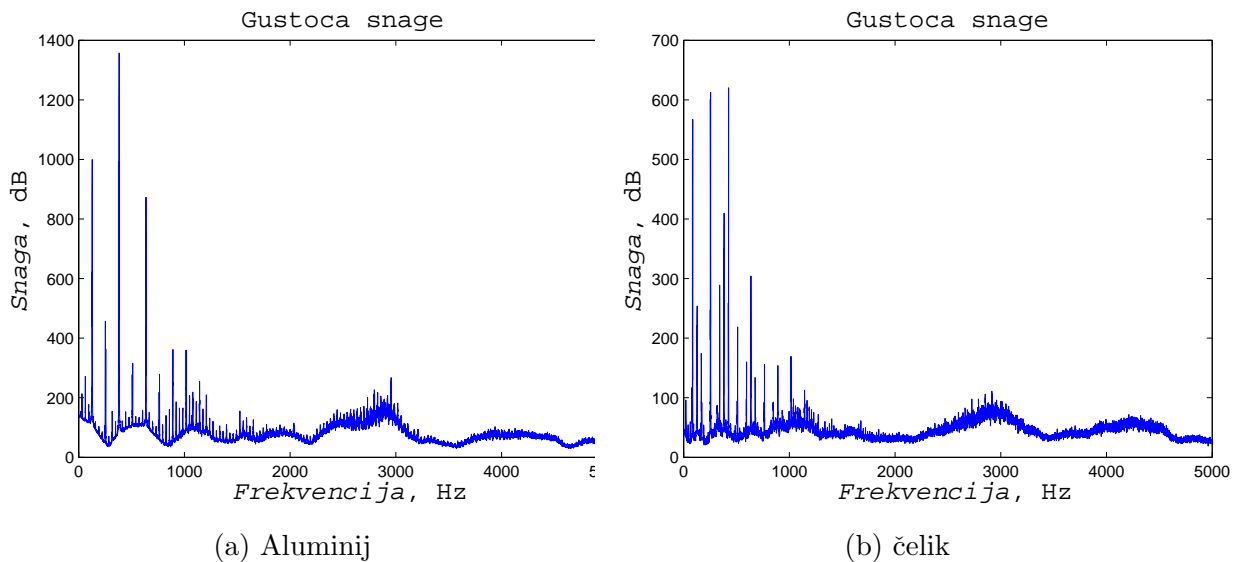 Gustoca snage
1400
1200
1000
800
600
400
200
0
Snaga, dB
0 1000 2000 3000 4000 5
Frekvencija, Hz
(a) Aluminij
Gustoca snage
700
600
500
400
300
200
100
0
Snaga, dB
0 1000 2000 3000 4000 5000
Frekvencija, Hz
(b) čelik